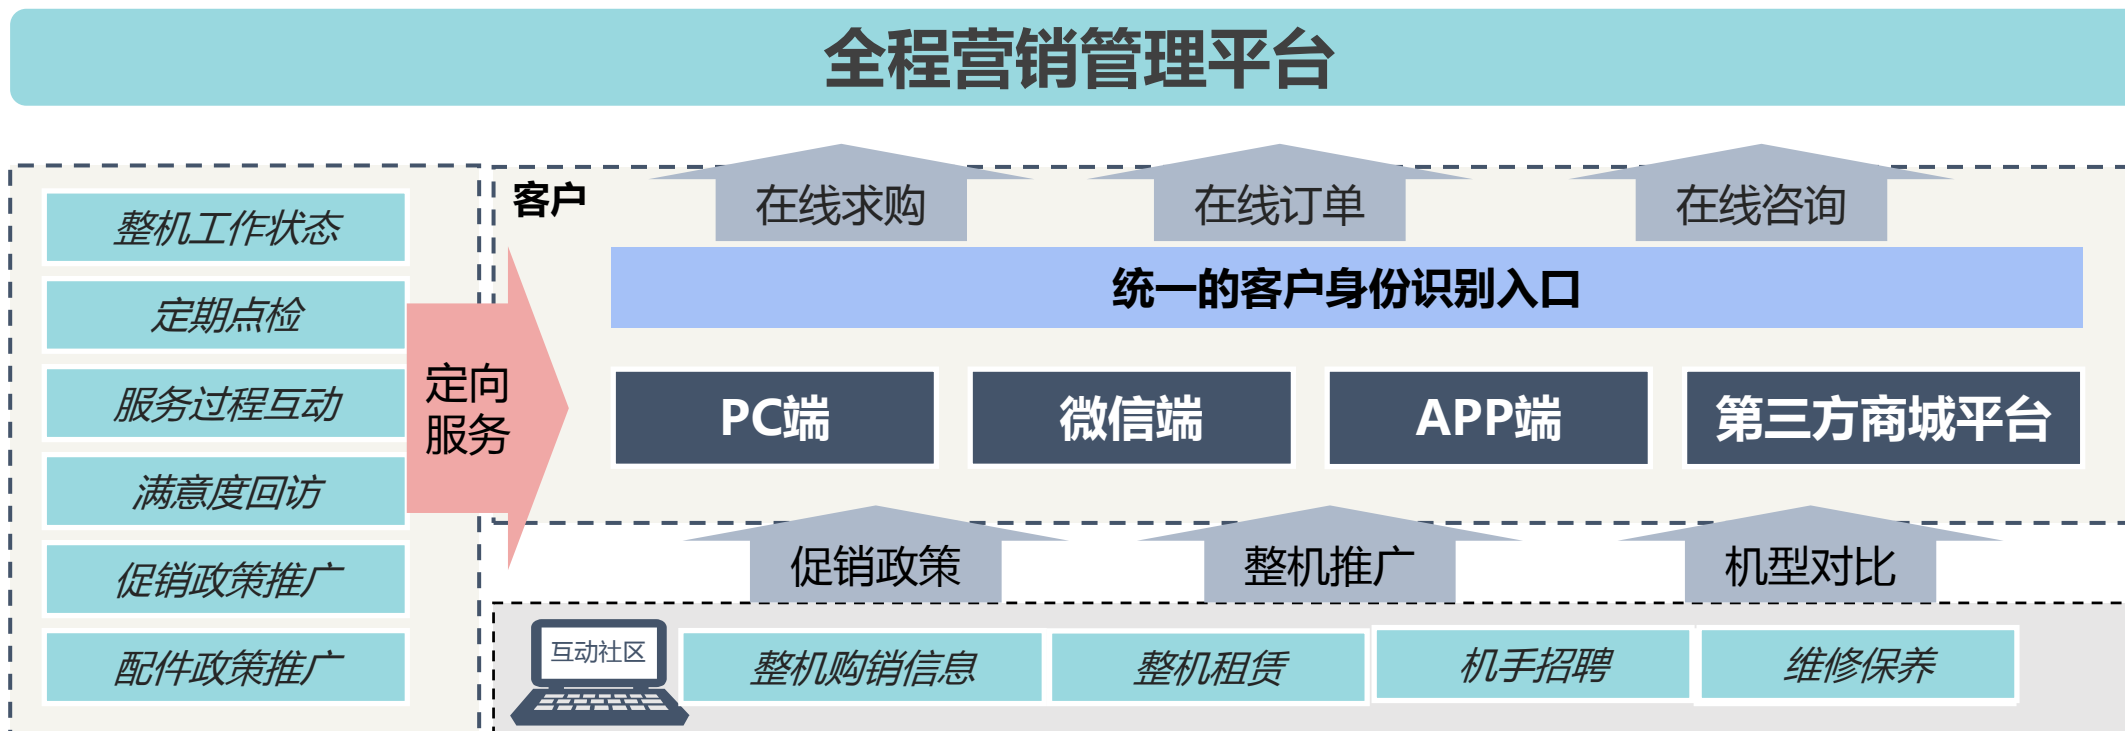 全程营销管理平台
整机工作状态
定期点检
服务过程互动
满意度回访
促销政策推广
配件政策推广
定向
服务
客户
在线求购
在线订单
在线咨询
统一的客户身份识别入口
PC端
微信端
APP端
第三方商城平台
促销政策
整机推广
机型对比
互动社区
整机购销信息
整机租赁
机手招聘
维修保养